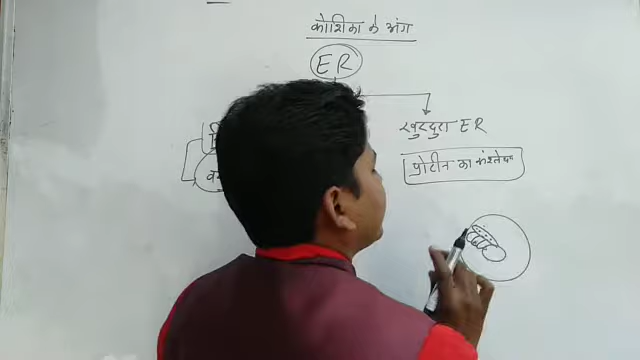 कोशिका के अंग
ER
खुरदुरा ER
प्रोटीन का संश्लेषण